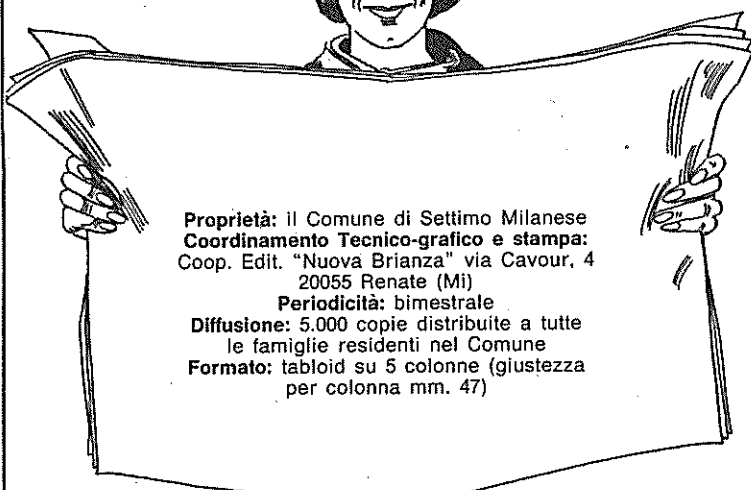 Proprietà: il Comune di Settimo Milanese
Coordinamento Tecnico-grafico e stampa:
Coop. Edit. "Nuova Brianza" via Cavour, 4
20055 Renate (Mi)
Periodicità: bimestrale
Diffusione: 5.000 copie distribuite a tutte
le famiglie residenti nel Comune
Formato: tabloid su 5 colonne (giustezza
per colonna mm. 47)